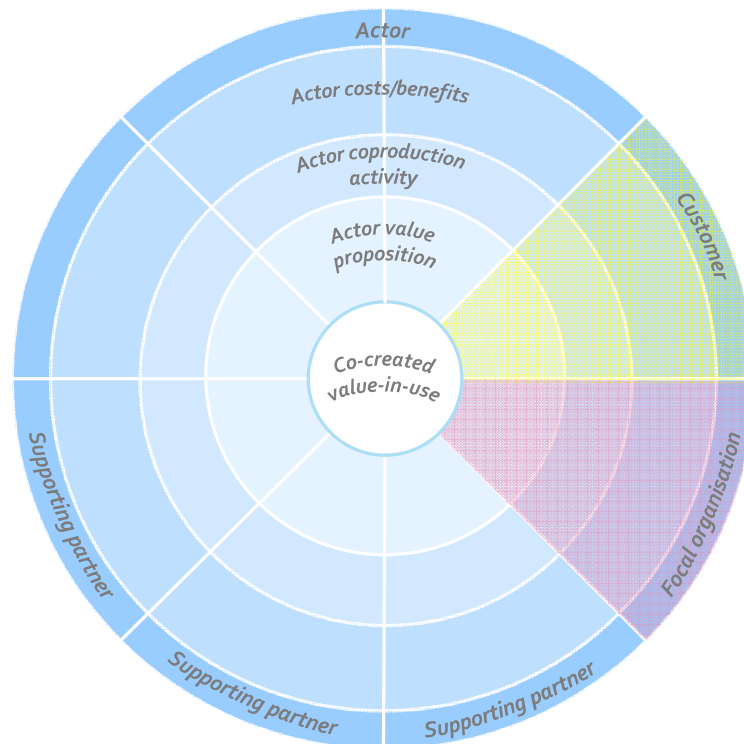 Actor
Actor costs/benefits
Actor coproduction
activity
Actor value
proposition
Customer
Co-created
value-in-use
Supporting partner
Focal organisation
Supporting partner
Supporting partner